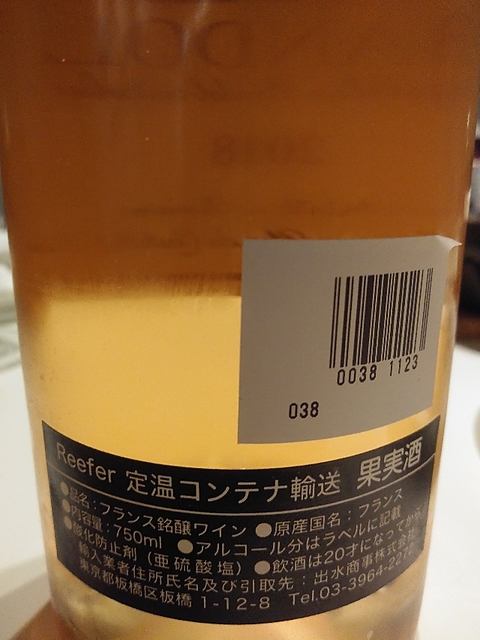 2018
0038 1123
038
Reefer 定温コンテナ輸送 果実酒
●品名:フランス銘醸ワイン ●原産国名:フランス
●内容量:750ml ●アルコール分はラベルに記載
●酸化防止剤(亜硫酸塩) ●飲酒は20才になってから
輸入業者住所氏名及び引取先:出水商事株式会社
東京都板橋区板橋 1-12-8 Tel.03-3964-2272